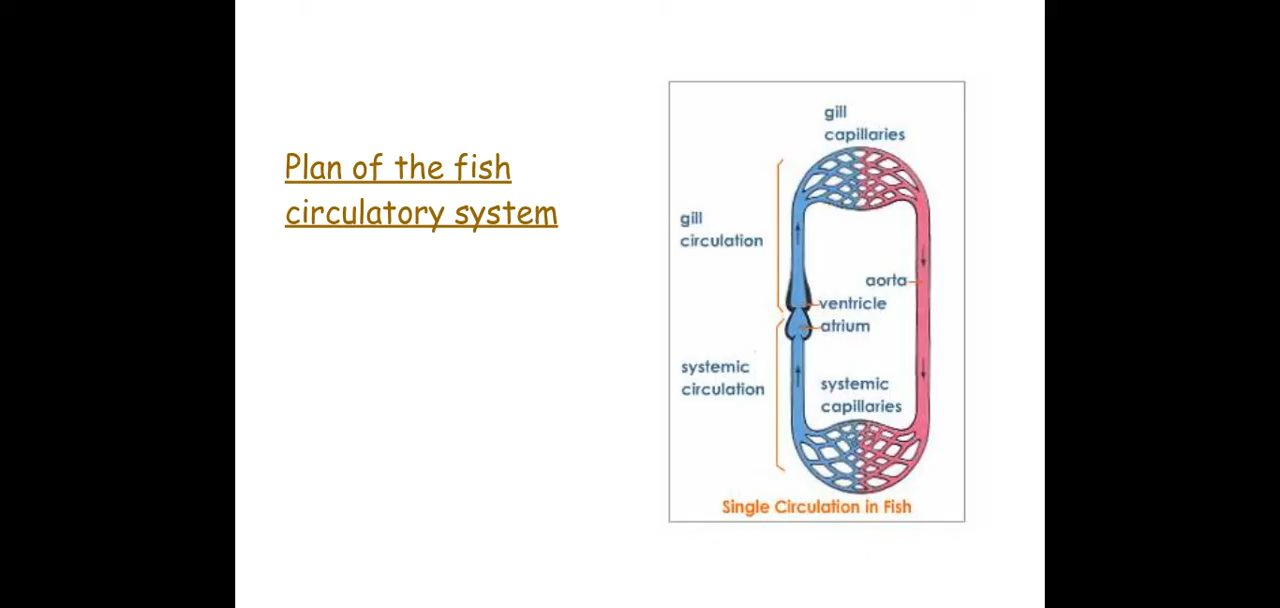 Plan of the fish
circulatory system
gill
capillaries
gill
circulation
aorta
ventricle
atrium
systemic
circulation
systemic
capillaries
Single Circulation in Fish